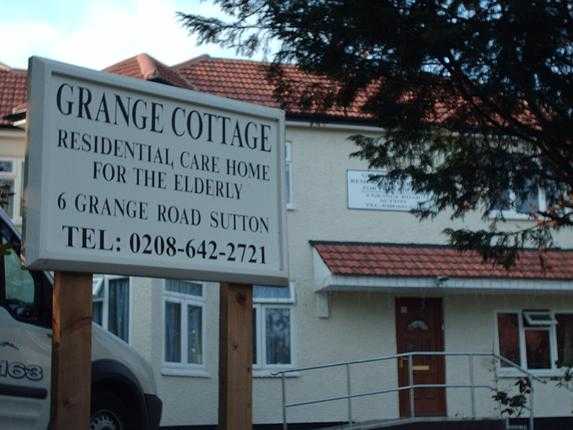 GRANGE COTTAGE
RESIDENTIAL CARE HOME
FOR THE ELDERLY
6 GRANGE ROAD SUTTON
TEL: 0208-642-2721
163